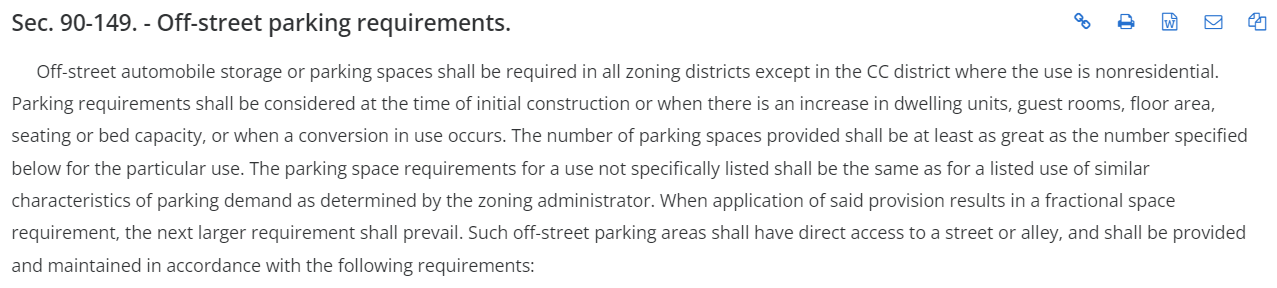 Sec. 90-149. - Off-street parking requirements.
Off-street automobile storage or parking spaces shall be required in all zoning districts except in the CC district where the use is nonresidential.
Parking requirements shall be considered at the time of initial construction or when there is an increase in dwelling units, guest rooms, floor area,
seating or bed capacity, or when a conversion in use occurs. The number of parking spaces provided shall be at least as great as the number specified
below for the particular use. The parking space requirements for a use not specifically listed shall be the same as for a listed use of similar
characteristics of parking demand as determined by the zoning administrator. When application of said provision results in a fractional space
requirement, the next larger requirement shall prevail. Such off-street parking areas shall have direct access to a street or alley, and shall be provided
and maintained in accordance with the following requirements: